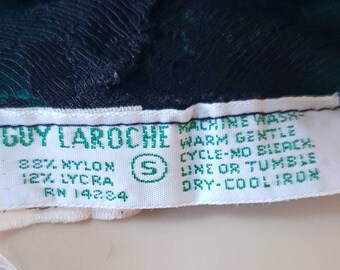 GUY LAROCHE
88% NYLON
12% LYCRA
RN 14284
S
MACHINE WASH-
WARM GENTLE
CYCLE-NO BLEACH.
LINE OR TUMBLE
DRY-COOL IRON